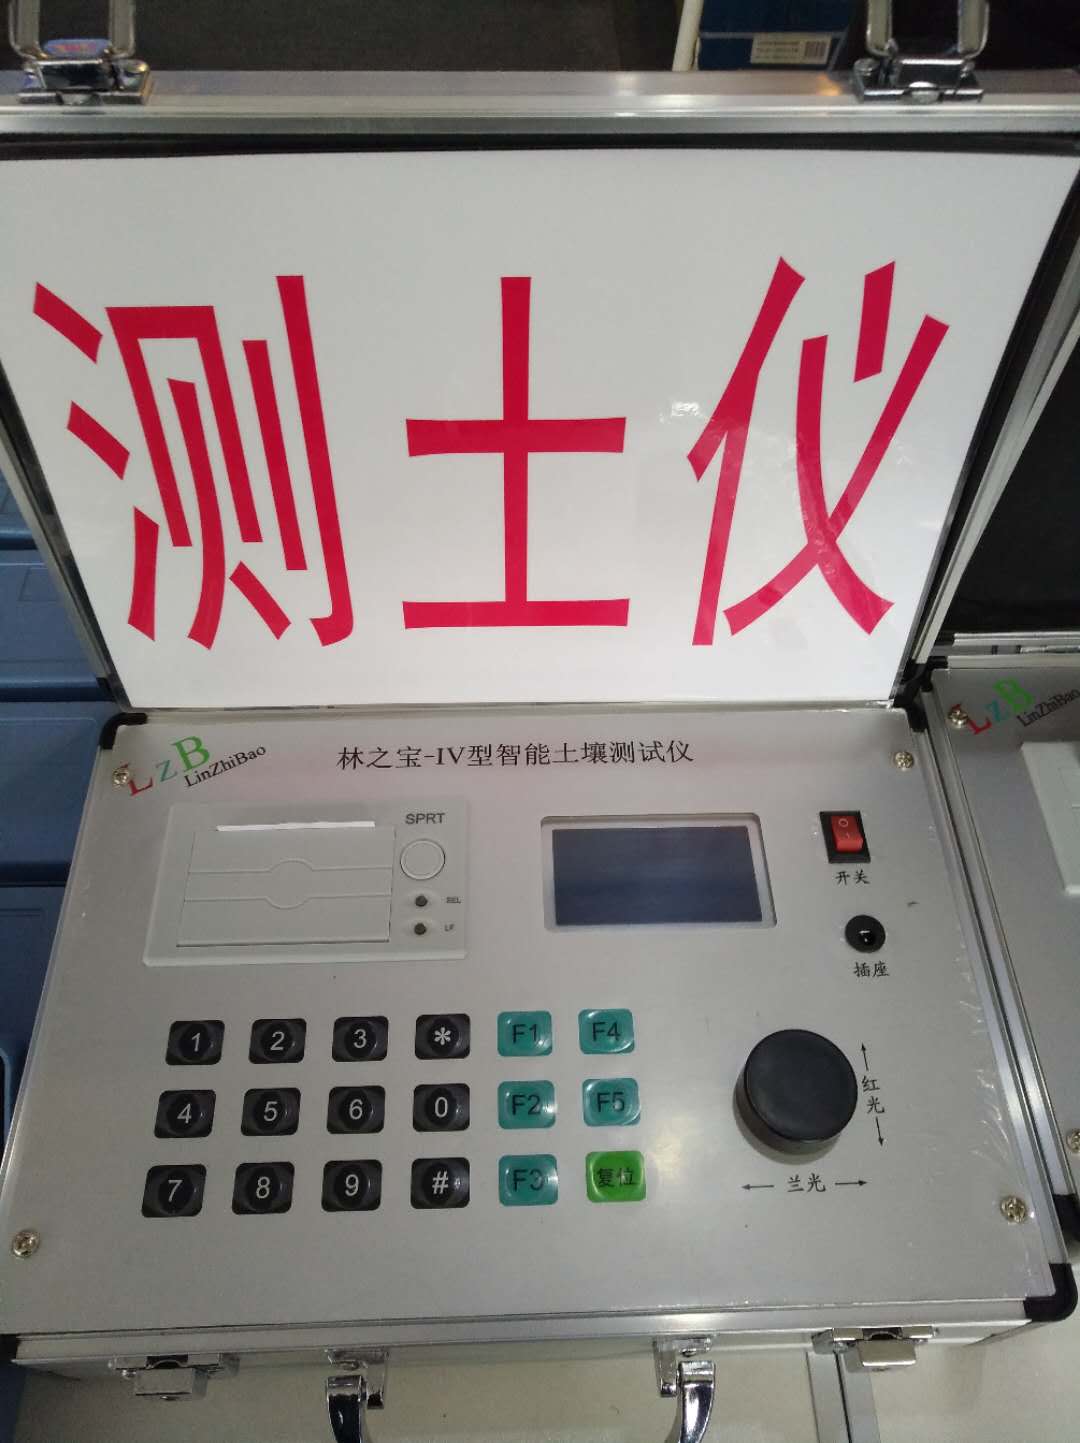 测土仪
LzB
LinZhiBao
林之宝-IV型智能土壤测试仪
SPRT
SEL
LF
开关
插座
1 2 3 * F1 F4
4 5 6 0 F2 F5
7 8 9 # F3 复位
红光
兰光
LzB
LinZhiBao